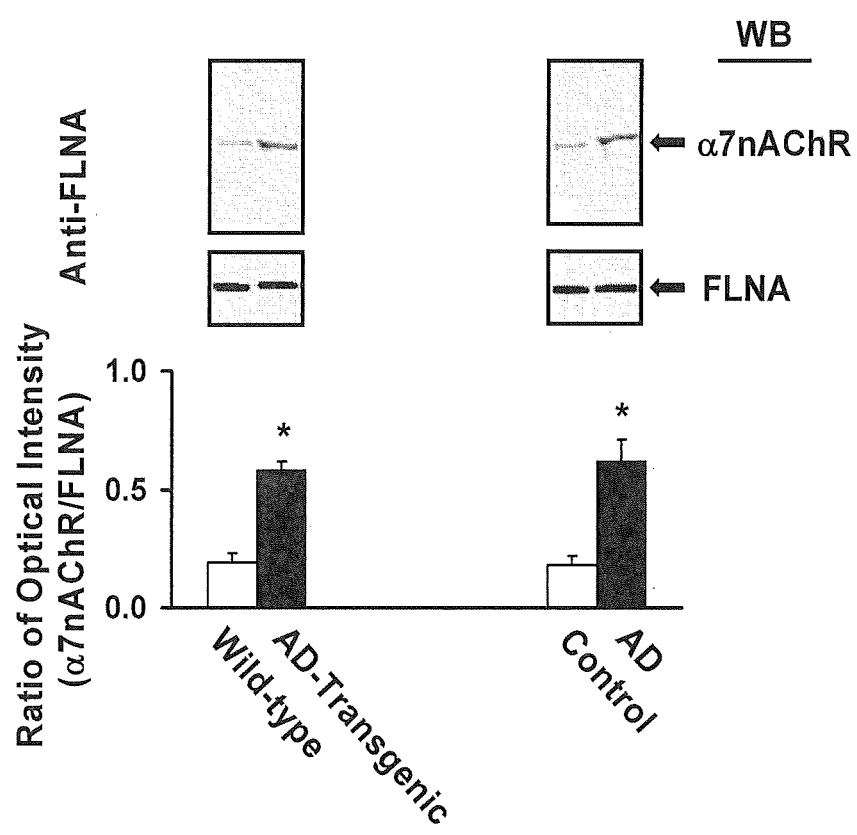 WB
Anti-FLNA
α7nAChR
FLNA
Ratio of Optical Intensity
(α7nAChR/FLNA)
1.0
0.5
0.0
*
*
Wild-type
AD-Transgenic
Control
AD